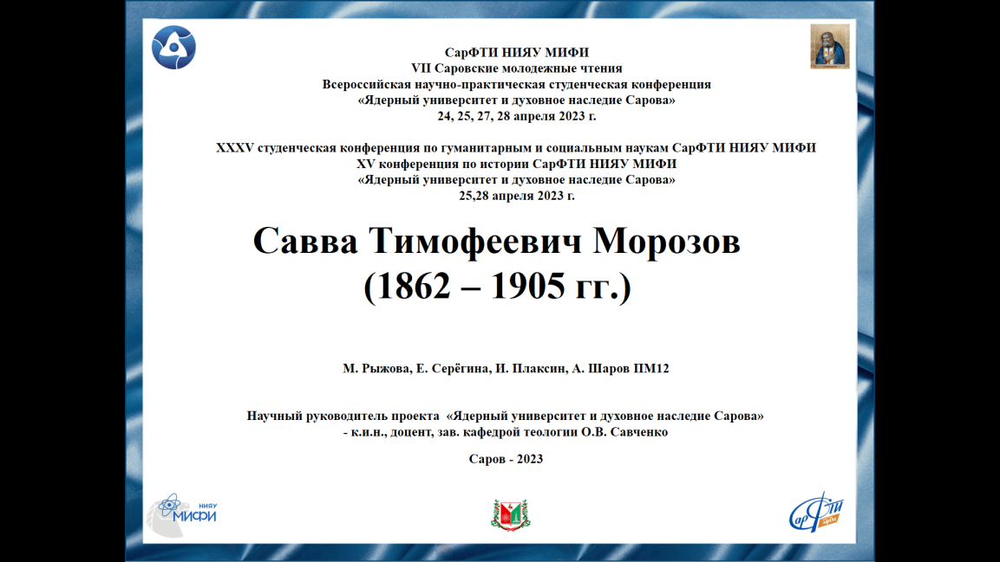 СарФТИ НИЯУ МИФИ
VII Саровские молодежные чтения
Всероссийская научно-практическая студенческая конференция
«Ядерный университет и духовное наследие Сарова»
24, 25, 27, 28 апреля 2023 г.
XXXV студенческая конференция по гуманитарным и социальным наукам СарФТИ НИЯУ МИФИ
XV конференция по истории СарФТИ НИЯУ МИФИ
«Ядерный университет и духовное наследие Сарова»
25,28 апреля 2023 г.
Савва Тимофеевич Морозов
(1862 – 1905 гг.)
М. Рыжова, Е. Серёгина, И. Плаксин, А. Шаров ПМ12
Научный руководитель проекта «Ядерный университет и духовное наследие Сарова»
- к.и.н., доцент, зав. кафедрой теологии О.В. Савченко
Саров - 2023
НИЯУ
МИФИ
СарФТИ